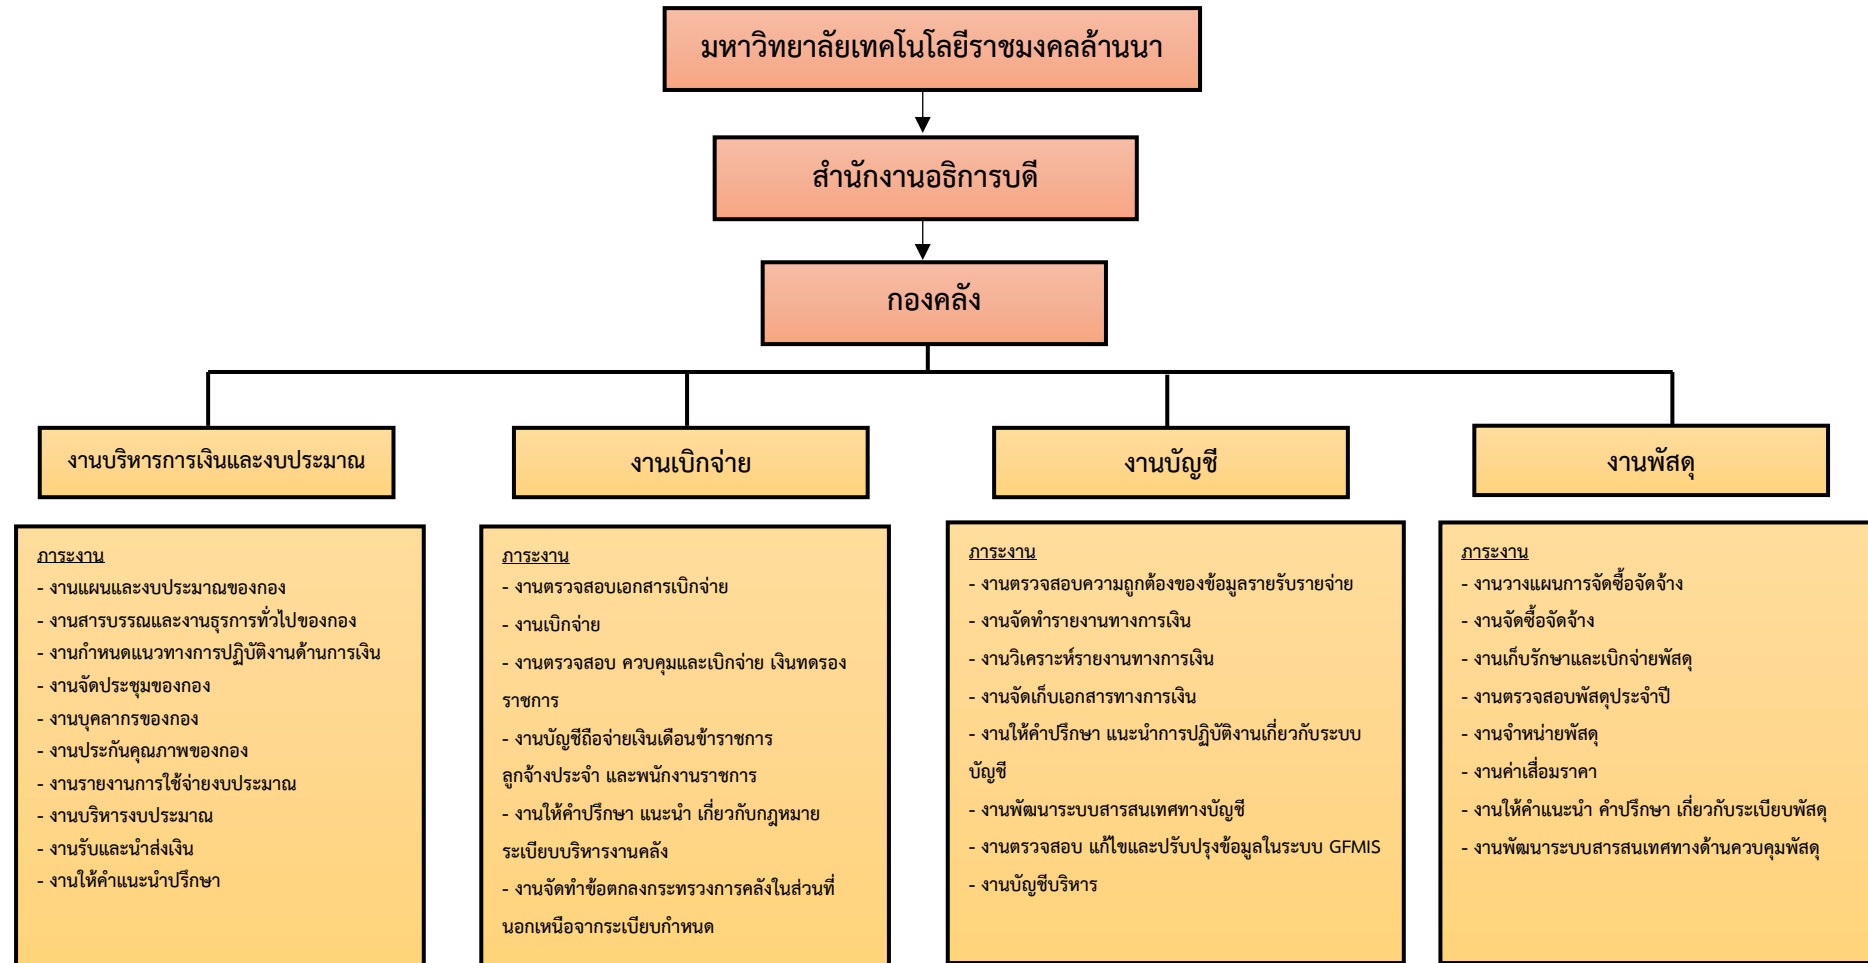 มหาวิทยาลัยเทคโนโลยีราชมงคลล้านนา
สำนักงานอธิการบดี
กองคลัง
งานบริหารการเงินและงบประมาณ
งานเบิกจ่าย
งานบัญชี
งานพัสดุ
ภาระงาน
- งานแผนและงบประมาณของกอง
- งานสารบรรณและงานธุรการทั่วไปของกอง
- งานกำหนดแนวทางการปฏิบัติงานด้านการเงิน
- งานจัดประชุมของกอง
- งานบุคลากรของกอง
- งานประกันคุณภาพของกอง
- งานรายงานการใช้จ่ายงบประมาณ
- งานบริหารงบประมาณ
- งานรับและนำส่งเงิน
- งานให้คำแนะนำปรึกษา
ภาระงาน
- งานตรวจสอบเอกสารเบิกจ่าย
- งานเบิกจ่าย
- งานตรวจสอบ ควบคุมและเบิกจ่าย เงินทดรอง
ราชการ
- งานบัญชีถือจ่ายเงินเดือนข้าราชการ
ลูกจ้างประจำ และพนักงานราชการ
- งานให้คำปรึกษา แนะนำ เกี่ยวกับกฎหมาย
ระเบียบบริหารงานคลัง
- งานจัดทำข้อตกลงกระทรวงการคลังในส่วนที่
นอกเหนือจากระเบียบกำหนด
ภาระงาน
- งานตรวจสอบความถูกต้องของข้อมูลรายรับรายจ่าย
- งานจัดทำรายงานทางการเงิน
- งานวิเคราะห์รายงานทางการเงิน
- งานจัดเก็บเอกสารทางการเงิน
- งานให้คำปรึกษา แนะนำการปฏิบัติงานเกี่ยวกับระบบ
บัญชี
- งานพัฒนาระบบสารสนเทศทางบัญชี
- งานตรวจสอบ แก้ไขและปรับปรุงข้อมูลในระบบ GFMIS
- งานบัญชีบริหาร
ภาระงาน
- งานวางแผนการจัดซื้อจัดจ้าง
- งานจัดซื้อจัดจ้าง
- งานเก็บรักษาและเบิกจ่ายพัสดุ
- งานตรวจสอบพัสดุประจำปี
- งานจำหน่ายพัสดุ
- งานค่าเสื่อมราคา
- งานให้คำแนะนำ คำปรึกษา เกี่ยวกับระเบียบพัสดุ
- งานพัฒนาระบบสารสนเทศทางด้านควบคุมพัสดุ